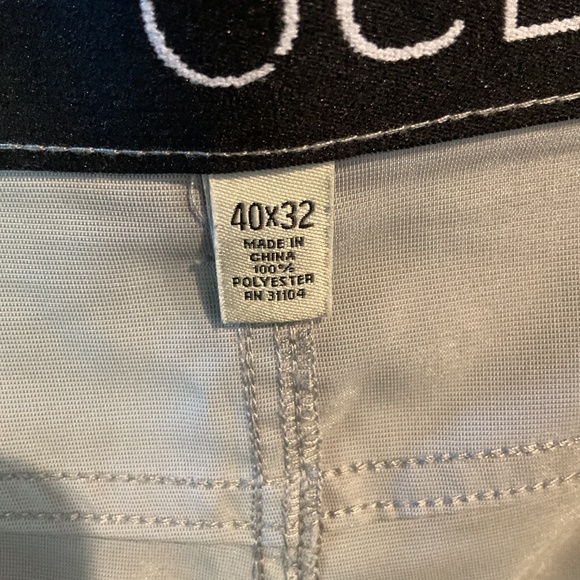 40x32
MADE IN
CHINA
100%
POLYESTER
RN 31104